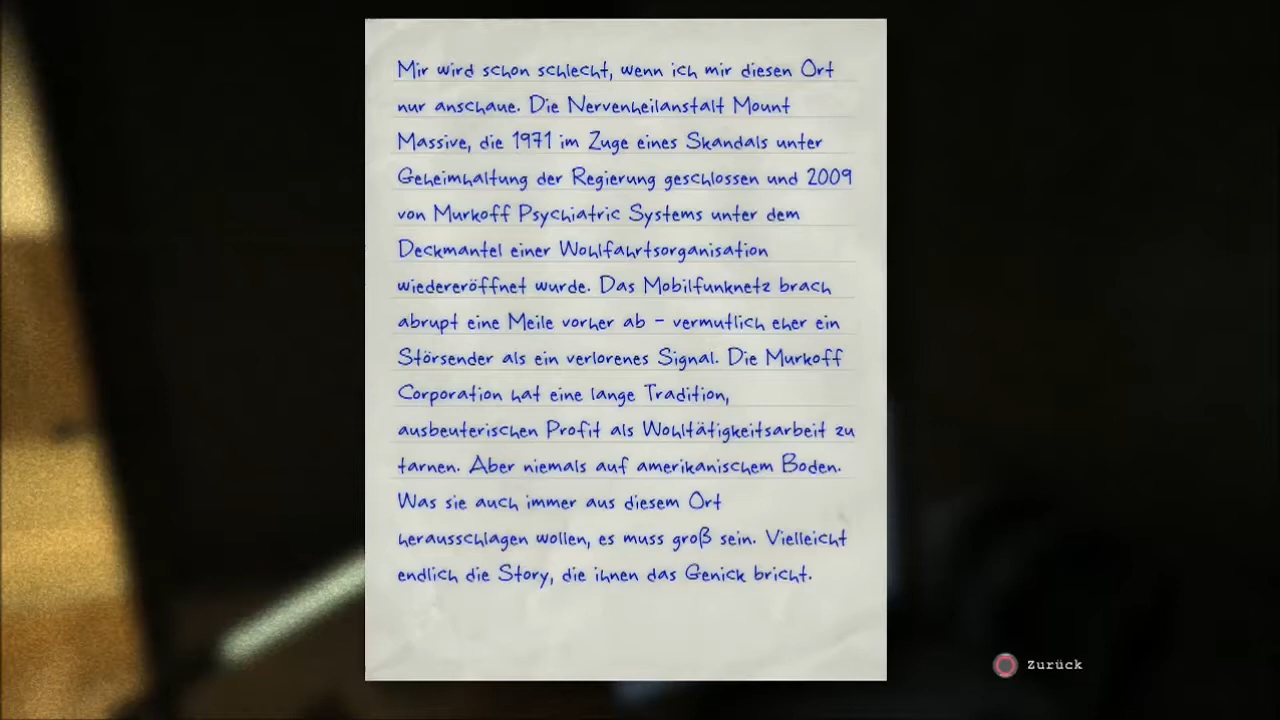 Mir wird schon schlecht, wenn ich mir diesen Ort
nur anschaue. Die Nervenheilanstalt Mount
Massive, die 1971 im Zuge eines Skandals unter
Geheimhaltung der Regierung geschlossen und 2009
von Murkoff Psychiatric Systems unter dem
Deckmantel einer Wohlfahrtsorganisation
wiedereröffnet wurde. Das Mobilfunknetz brach
abrupt eine Meile vorher ab - vermutlich eher ein
Störsender als ein verlorenes Signal. Die Murkoff
Corporation hat eine lange Tradition,
ausbeuterischen Profit als Wohltätigkeitsarbeit zu
tarnen. Aber niemals auf amerikanischem Boden.
Was sie auch immer aus diesem Ort
herausschlagen wollen, es muss groß sein. Vielleicht
endlich die Story, die ihnen das Genick bricht.
Zurück